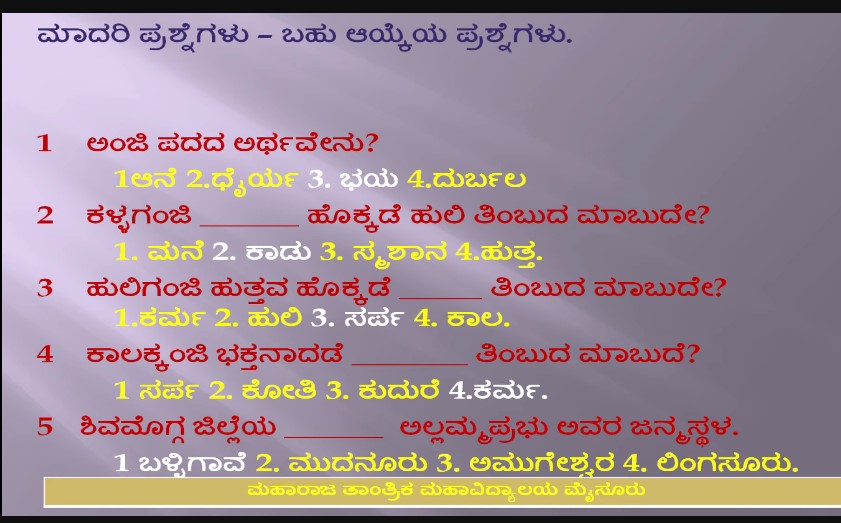 ಮಾದರಿ ಪ್ರಶ್ನೆಗಳು – ಬಹು ಆಯ್ಕೆಯ ಪ್ರಶ್ನೆಗಳು.
1 ಅಂಜಿ ಪದದ ಅರ್ಥವೇನು?
1ಆನೆ 2.ಧೈರ್ಯ 3. ಭಯ 4.ದುರ್ಬಲ
2 ಕಳ್ಳಗಂಜಿ _______ ಹೊಕ್ಕಡೆ ಹುಲಿ ತಿಂಬುದ ಮಾಬುದೇ?
1. ಮನೆ 2. ಕಾಡು 3. ಸ್ಮಶಾನ 4.ಹುತ್ತ.
3 ಹುಲಿಗಂಜಿ ಹುತ್ತವ ಹೊಕ್ಕಡೆ ______ ತಿಂಬುದ ಮಾಬುದೇ?
1.ಕರ್ಮ 2. ಹುಲಿ 3. ಸರ್ಪ 4. ಕಾಲ.
4 ಕಾಲಕ್ಕಂಜಿ ಭಕ್ತನಾದಡೆ ________ ತಿಂಬುದ ಮಾಬುದೆ?
1 ಸರ್ಪ 2. ಕೋತಿ 3. ಕುದುರೆ 4.ಕರ್ಮ.
5 ಶಿವಮೊಗ್ಗ ಜಿಲ್ಲೆಯ _______ ಅಲ್ಲಮ್ಮಪ್ರಭು ಅವರ ಜನ್ಮಸ್ಥಳ.
1 ಬಳ್ಳಿಗಾವೆ 2. ಮುದನೂರು 3. ಅಮುಗೇಶ್ವರ 4. ಲಿಂಗಸೂರು.
ಮಹಾರಾಜ ತಾಂತ್ರಿಕ ಮಹಾವಿದ್ಯಾಲಯ ಮೈಸೂರು